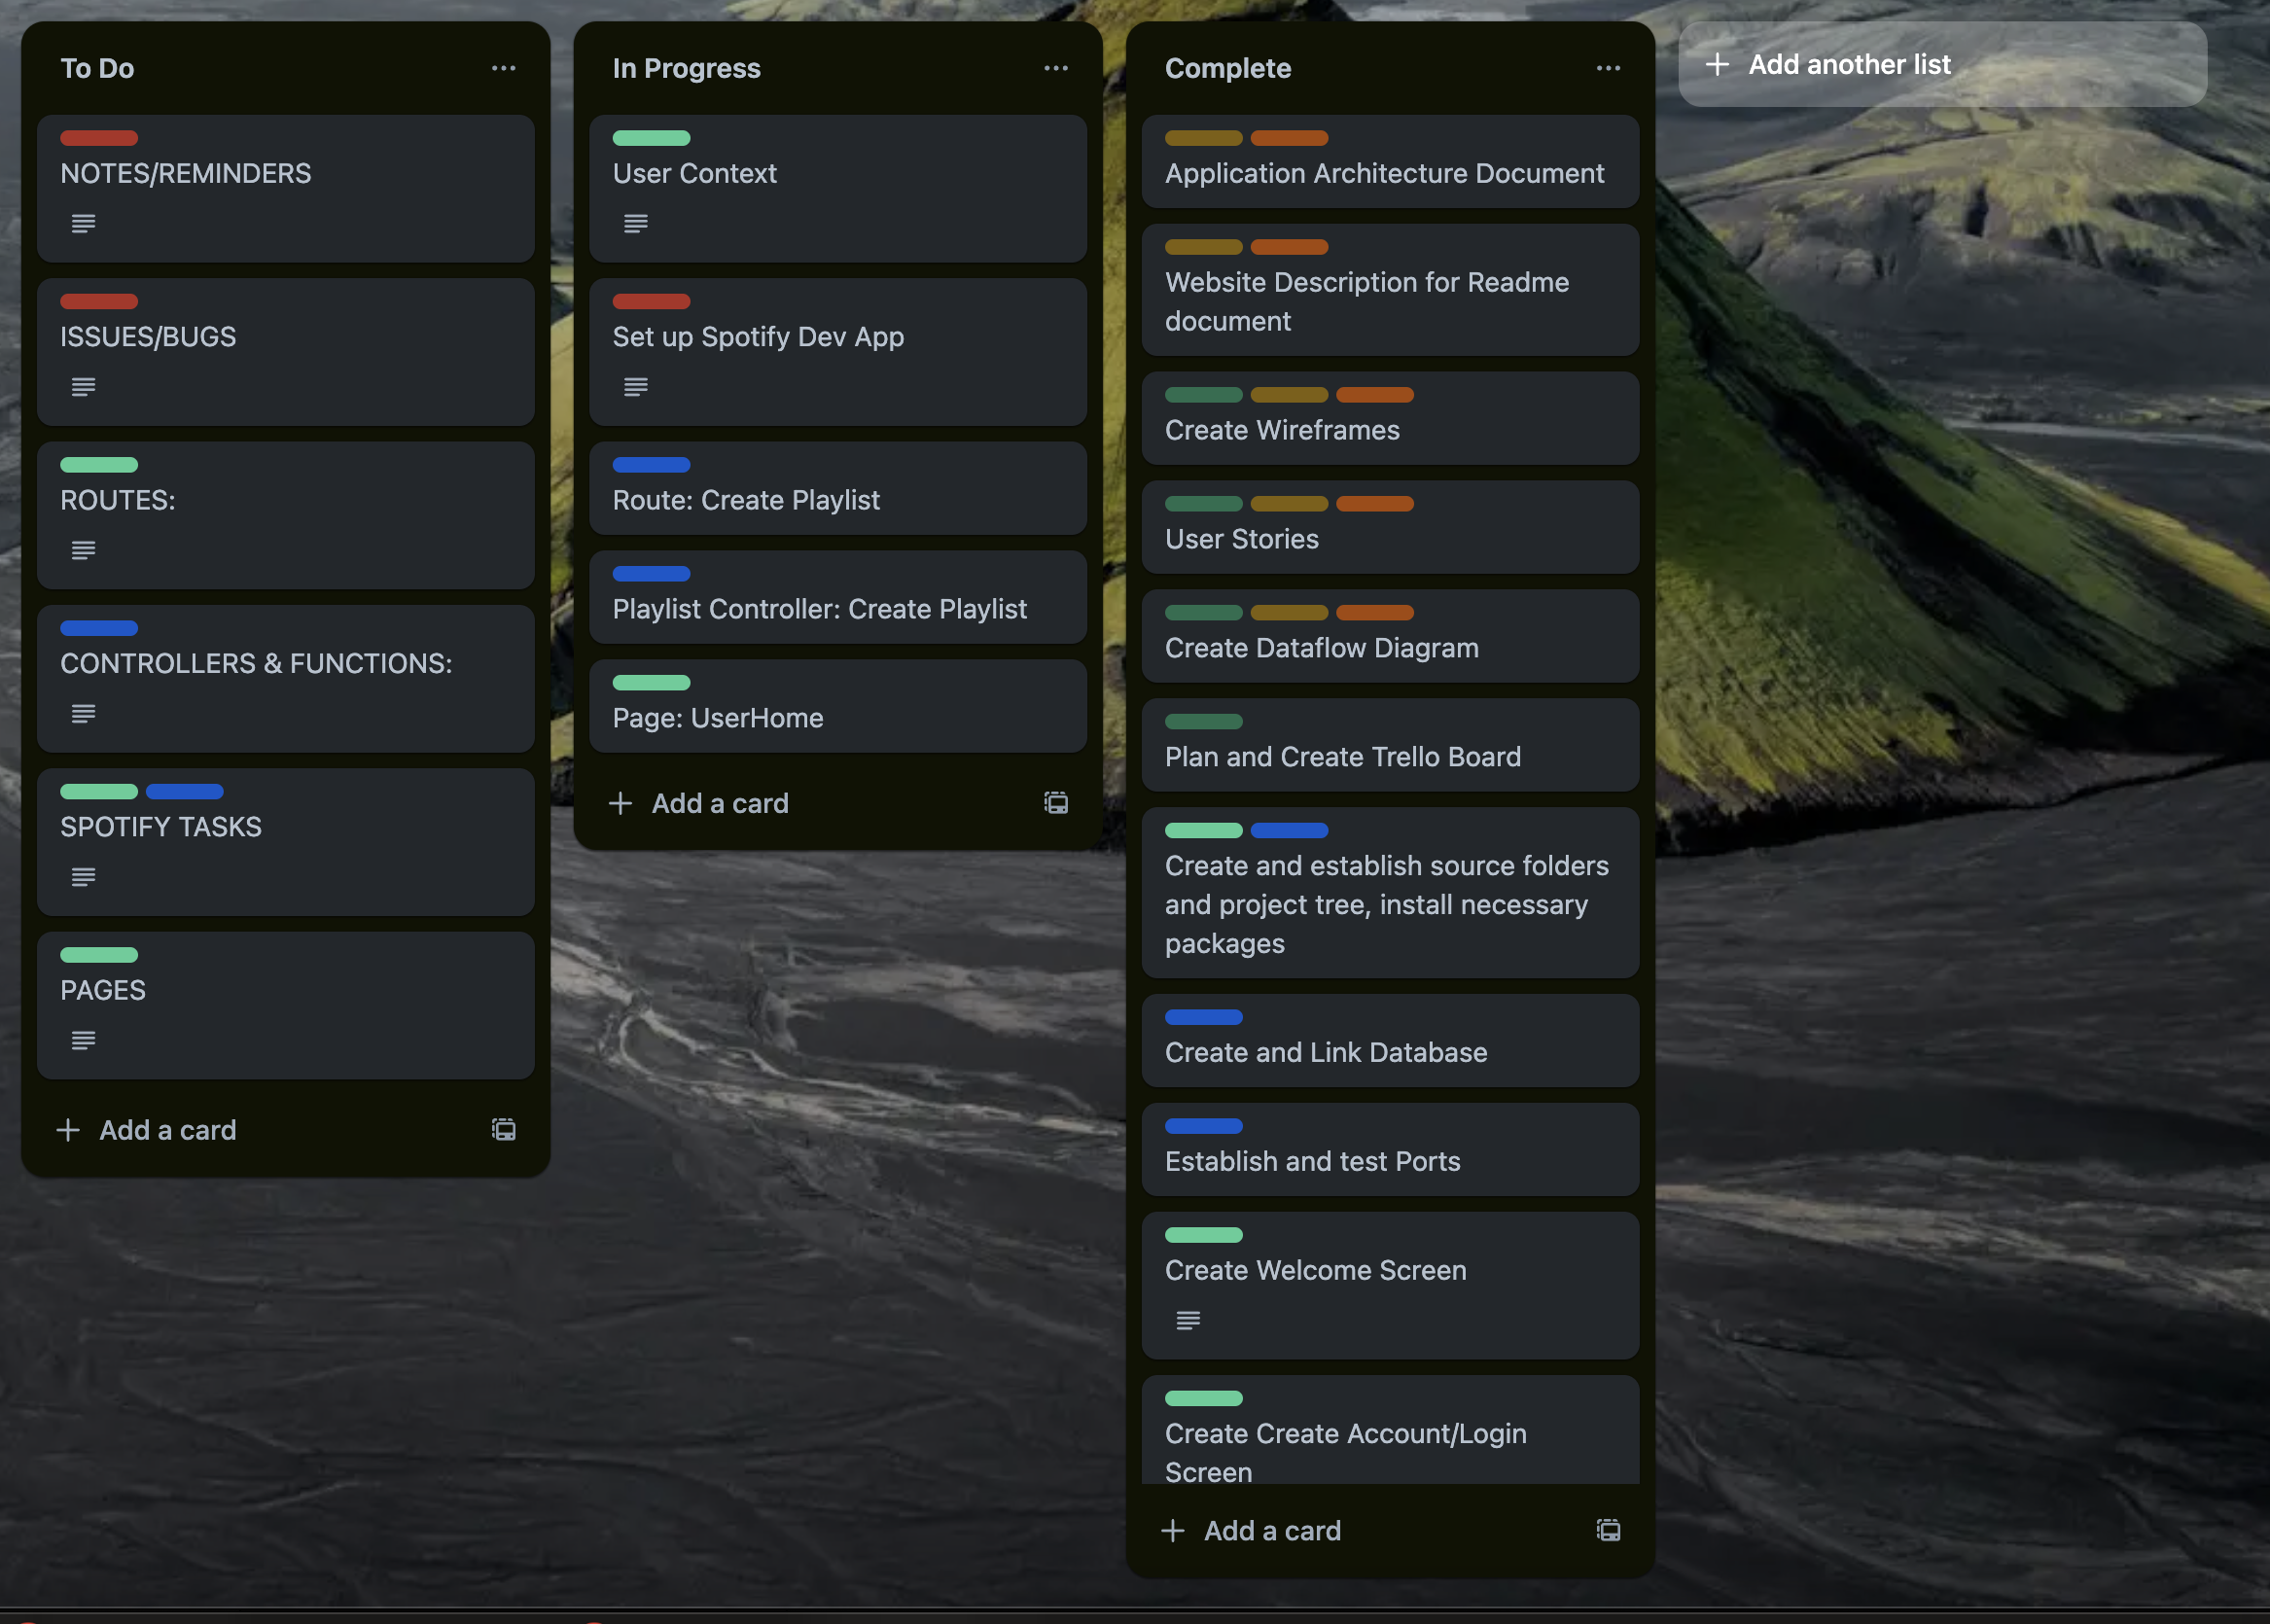 To Do
NOTES/REMINDERS
ISSUES/BUGS
ROUTES:
CONTROLLERS & FUNCTIONS:
SPOTIFY TASKS
PAGES
Add a card
In Progress
User Context
Set up Spotify Dev App
Route: Create Playlist
Playlist Controller: Create Playlist
Page: UserHome
Add a card
Complete
Application Architecture Document
Website Description for Readme
document
Create Wireframes
User Stories
Create Dataflow Diagram
Plan and Create Trello Board
Create and establish source folders
and project tree, install necessary
packages
Create and Link Database
Establish and test Ports
Create Welcome Screen
Create Create Account/Login
Screen
Add a card
Add another list